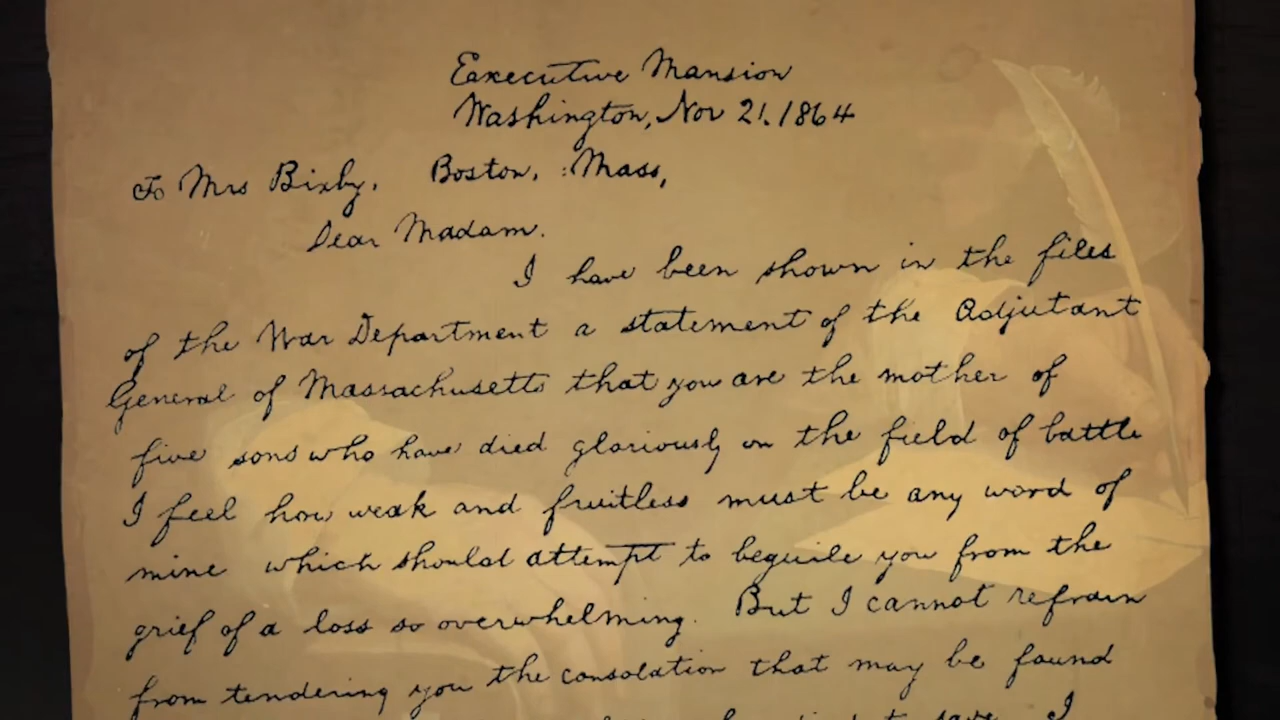 Executive Mansion
Washington, Nov 21. 1864
To Mrs Bixby, Boston, Mass,
Dear Madam.
I have been shown in the files
of the War Department a statement of the Adjutant
General of Massachusetts that you are the mother of
five sons who have died gloriously on the field of battle
I feel how weak and fruitless must be any word of
mine which should attempt to beguile you from the
grief of a loss so overwhelming. But I cannot refrain
from tendering you the consolation that may be found
I